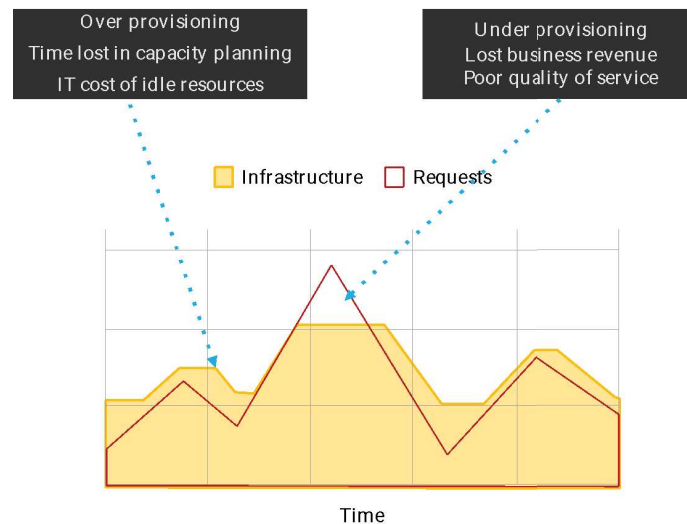 Over provisioning
Time lost in capacity planning
IT cost of idle resources
Under provisioning
Lost business revenue
Poor quality of service
Infrastructure
Requests
Time